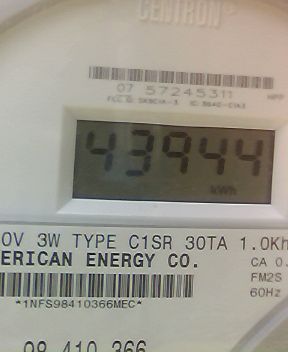 CENTRON®
07 57245311
43944
kWh
0V 3W TYPE C1SR 30TA 1.0Kh
ERICAN ENERGY CO.
CA 0.
FM2S
60Hz
*1NFS98410366MEC*
98 410 366